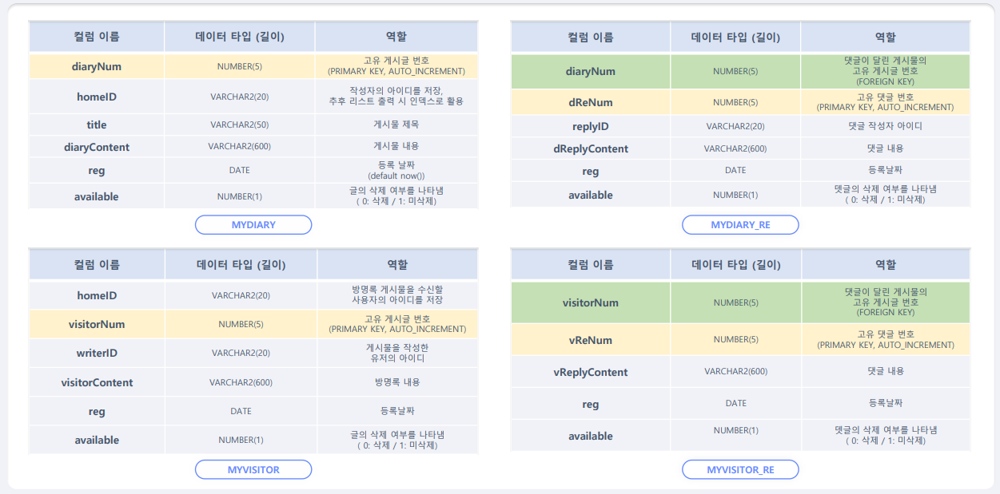 컬럼 이름 데이터 타입 (길이) 역할
diaryNum NUMBER(5) 고유 게시글 번호
(PRIMARY KEY, AUTO_INCREMENT)
homeID VARCHAR2(20) 작성자의 아이디를 저장,
추후 리스트 출력 시 인덱스로 활용
title VARCHAR2(50) 게시물 제목
diaryContent VARCHAR2(600) 게시물 내용
reg DATE 등록 날짜
(default now())
available NUMBER(1) 글의 삭제 여부를 나타냄
( 0: 삭제 / 1: 미삭제)
MYDIARY
컬럼 이름 데이터 타입 (길이) 역할
diaryNum NUMBER(5) 댓글이 달린 게시물의
고유 게시글 번호
(FOREIGN KEY)
dReNum NUMBER(5) 고유 댓글 번호
(PRIMARY KEY, AUTO_INCREMENT)
replyID VARCHAR2(20) 댓글 작성자 아이디
dReplyContent VARCHAR2(600) 댓글 내용
reg DATE 등록날짜
available NUMBER(1) 뎃글의 삭제 여부를 나타냄
( 0: 삭제 / 1: 미삭제)
MYDIARY_RE
컬럼 이름 데이터 타입 (길이) 역할
homeID VARCHAR2(20) 방명록 게시물을 수신할
사용자의 아이디를 저장
visitorNum NUMBER(5) 고유 게시글 번호
(PRIMARY KEY, AUTO_INCREMENT)
writerID VARCHAR2(20) 게시물을 작성한
유저의 아이디
visitorContent VARCHAR2(600) 방명록 내용
reg DATE 등록날짜
available NUMBER(1) 글의 삭제 여부를 나타냄
( 0: 삭제 / 1: 미삭제)
MYVISITOR
컬럼 이름 데이터 타입 (길이) 역할
visitorNum NUMBER(5) 댓글이 달린 게시물의
고유 게시글 번호
(FOREIGN KEY)
vReNum NUMBER(5) 고유 댓글 번호
(PRIMARY KEY, AUTO_INCREMENT)
vReplyContent VARCHAR2(600) 댓글 내용
reg DATE 등록날짜
available NUMBER(1) 댓글의 삭제 여부를 나타냄
( 0: 삭제 / 1: 미삭제)
MYVISITOR_RE